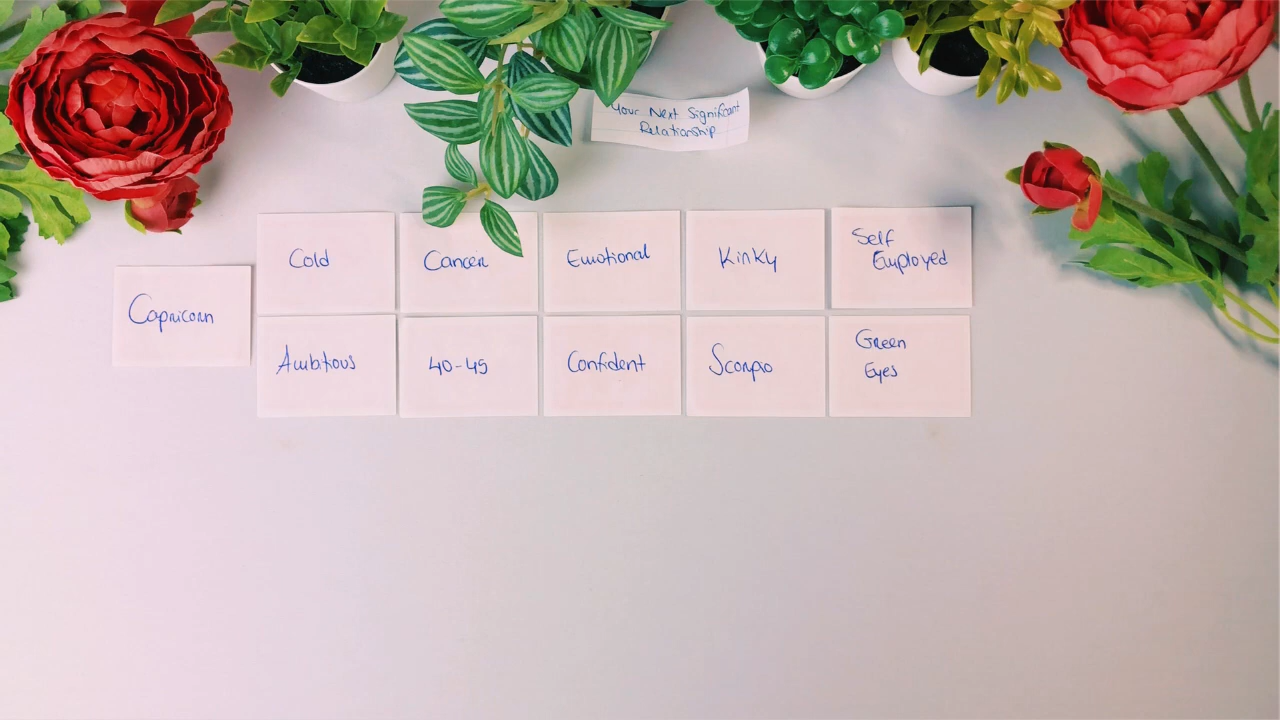 Your Next Significant
Relationship
Cold
Cancer
Emotional
Kinky
Self
Employed
Capricorn
Ambitious
40-45
Confident
Scorpio
Green
Eyes